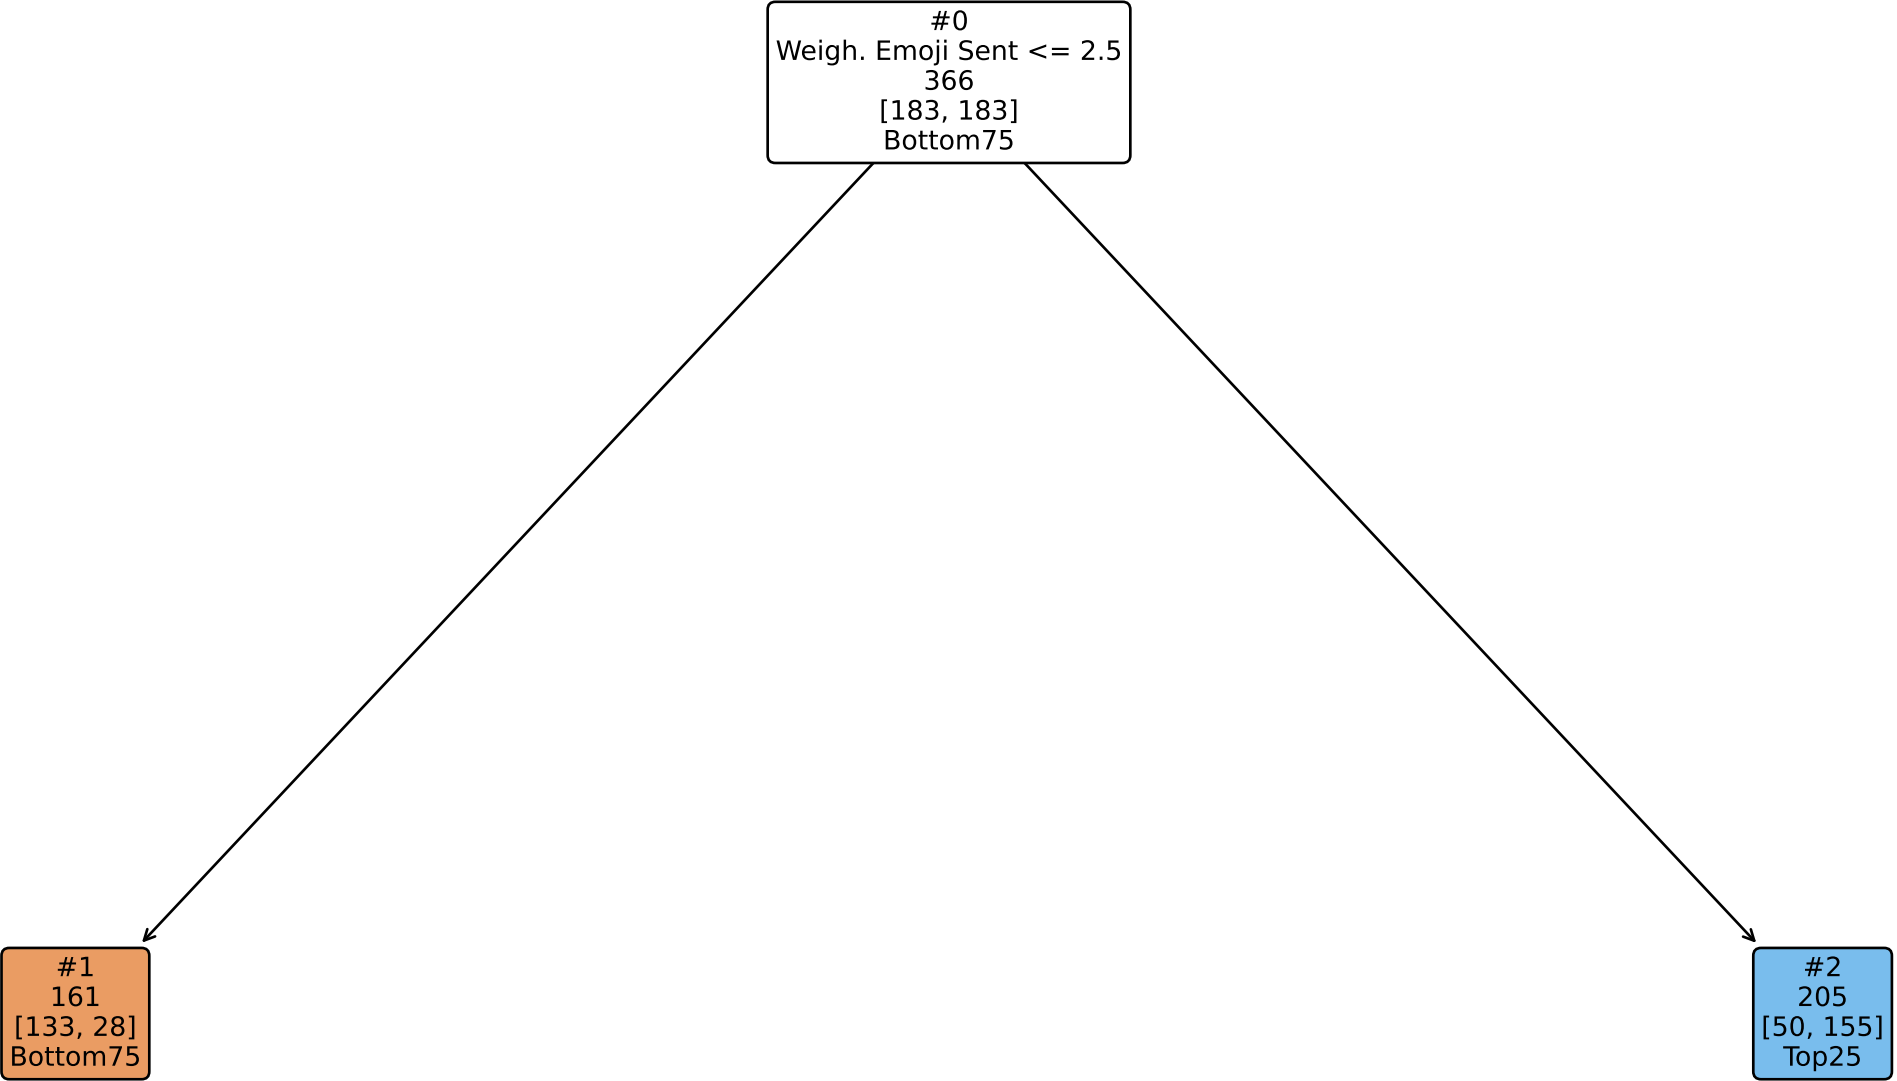 #0
Weigh. Emoji Sent <= 2.5
366
[183, 183]
Bottom75
#1
161
[133, 28]
Bottom75
#2
205
[50, 155]
Top25